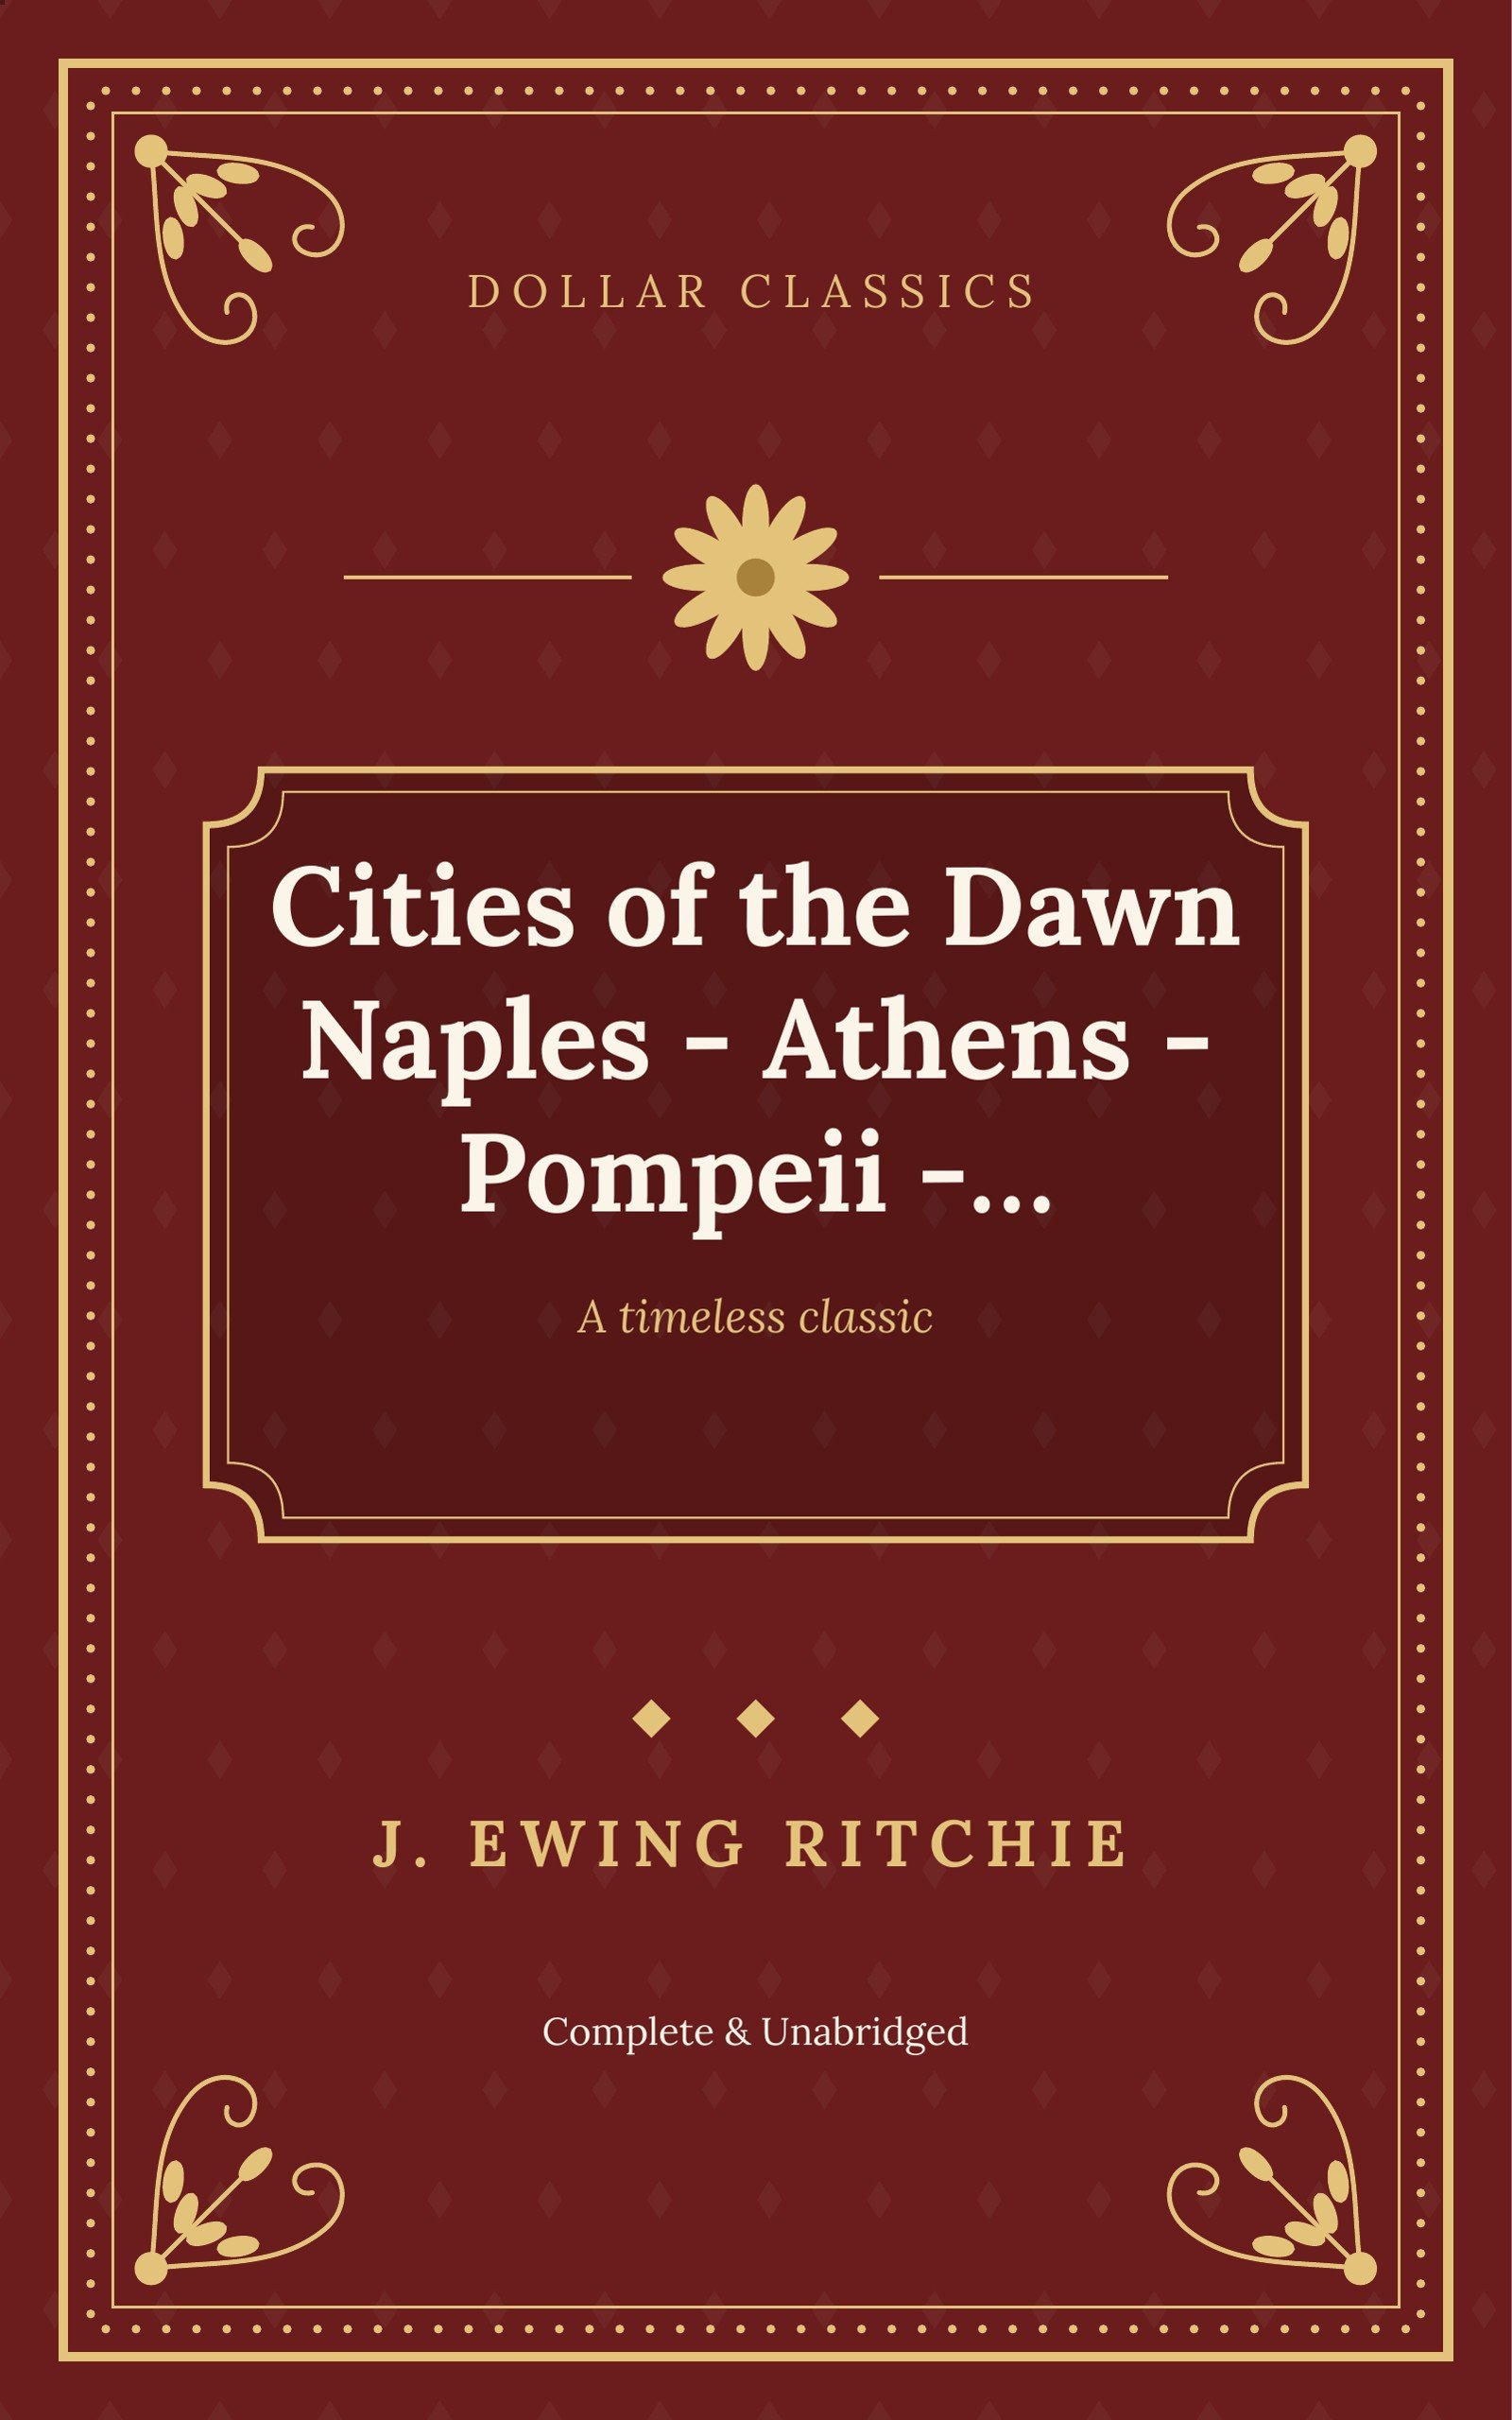 DOLLAR CLASSICS
Cities of the Dawn
Naples - Athens -
Pompeii -...
A timeless classic
J. EWING RITCHIE
Complete & Unabridged